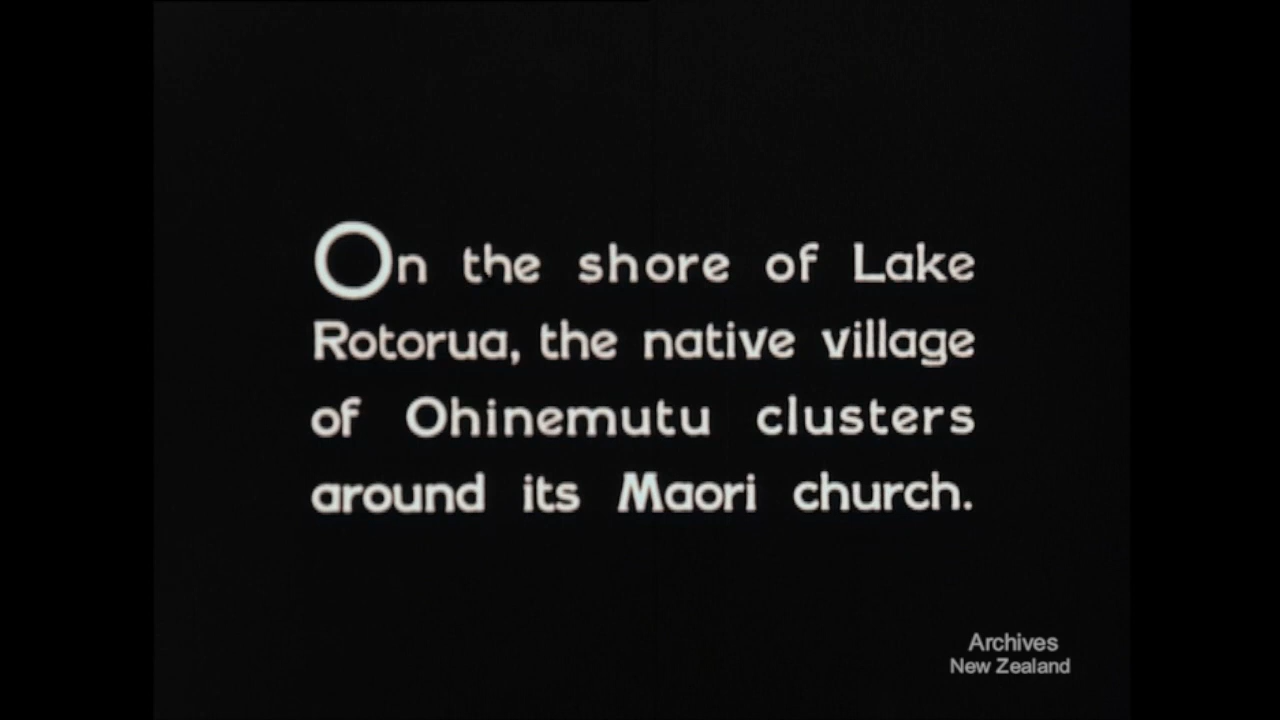 On the shore of Lake
Rotorua, the native village
of Ohinemutu clusters
around its Maori church.
Archives
New Zealand